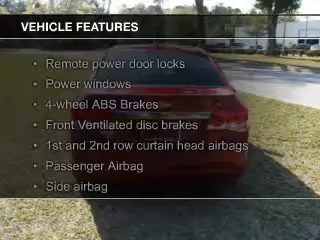 VEHICLE FEATURES
• Remote power door locks
• Power windows
• 4-wheel ABS Brakes
• Front Ventilated disc brakes
• 1st and 2nd row curtain head airbags
• Passenger Airbag
• Side airbag